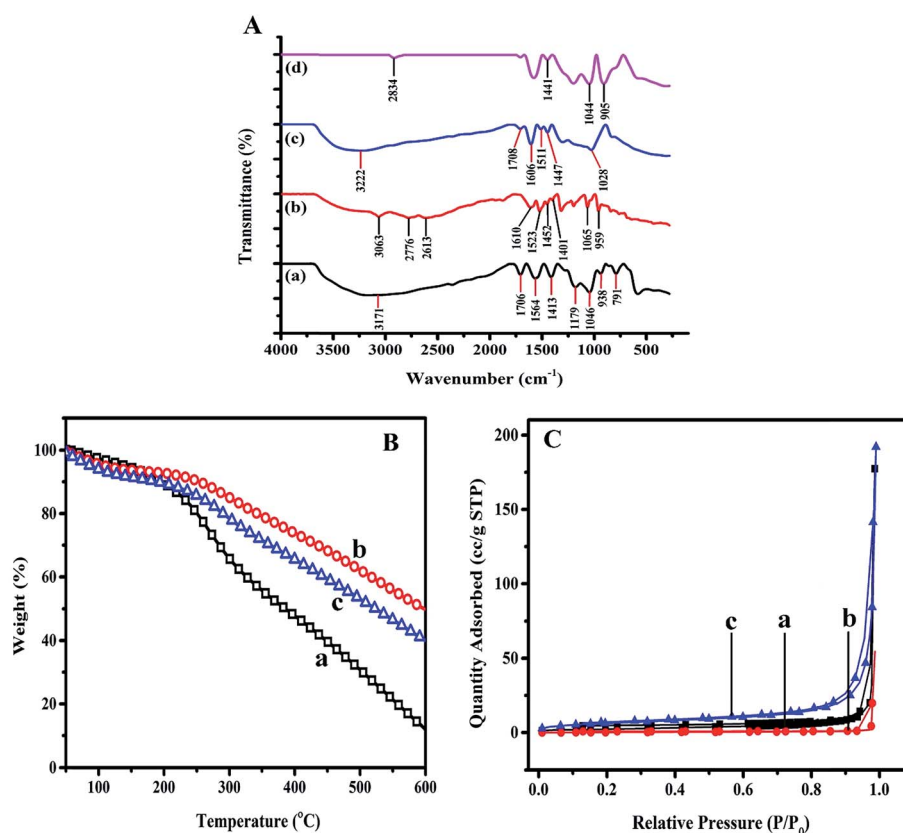 A
Transmittance (%)
(d)
2834
1441
1044
905
(c)
3222
1708
1606
1511
1447
1028
(b)
3063
2776
2613
1610
1523
1452
1401
1065
959
(a)
3171
1706
1564
1413
1179
1046
938
791
4000 3500 3000 2500 2000 1500 1000 500
Wavenumber (cm⁻¹)
B
Weight (%)
100
80
60
40
20
0
b
c
a
100 200 300 400 500 600
Temperature (⁰C)
C
Quantity Adsorbed (cc/g STP)
200
150
100
50
0
c a b
0.0 0.2 0.4 0.6 0.8 1.0
Relative Pressure (P/P₀)